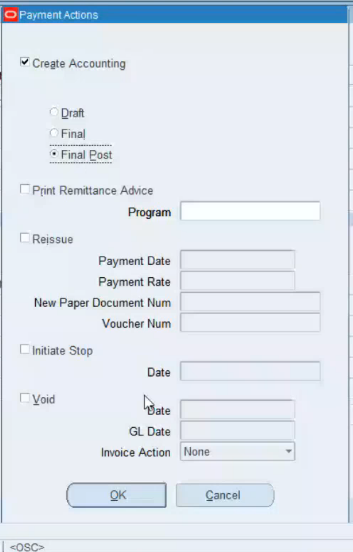 Payment Actions
Create Accounting
Draft
Final
Final Post
Print Remittance Advice
Program
Reissue
Payment Date
Payment Rate
New Paper Document Num
Voucher Num
Initiate Stop
Date
Void
Date
GL Date
Invoice Action None
OK Cancel
<OSC>